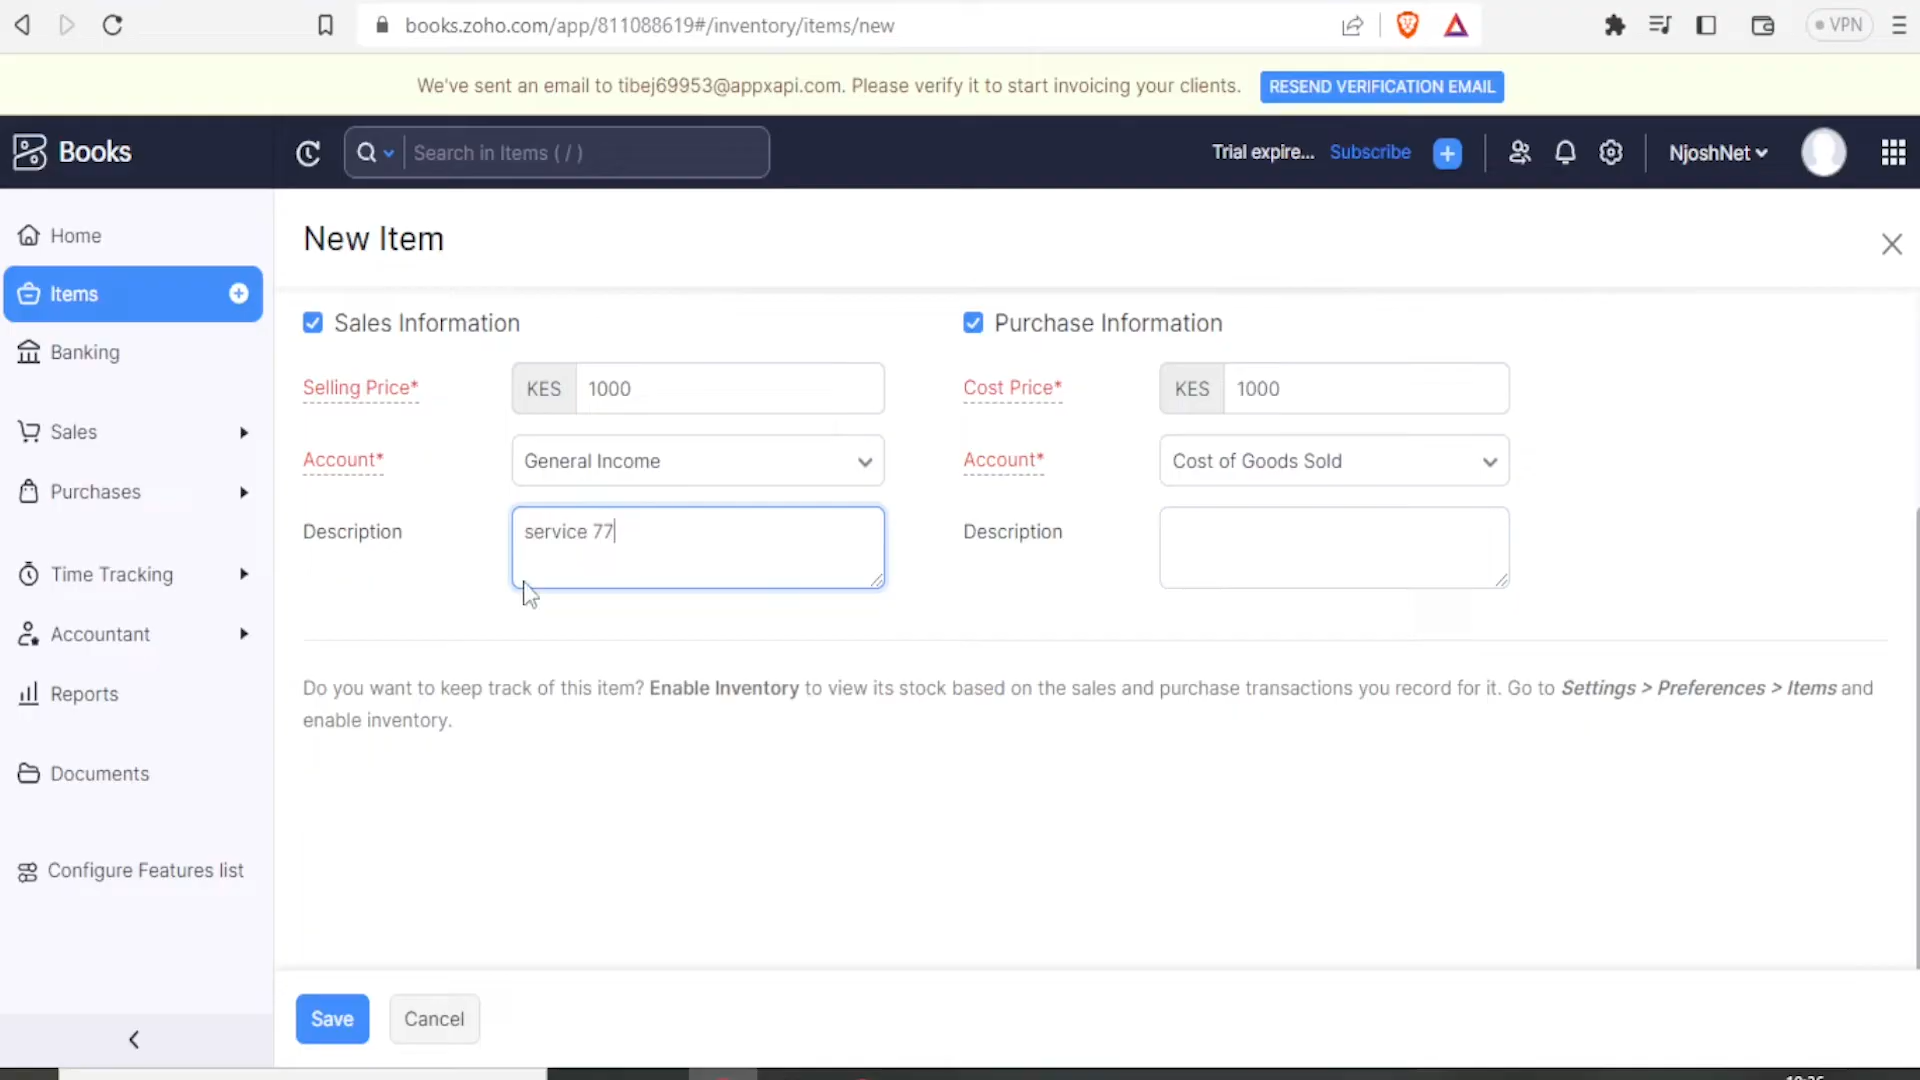 books.zoho.com/app/811088619#/inventory/items/new
VPN
We've sent an email to tibej69953@appxapi.com. Please verify it to start invoicing your clients. RESEND VERIFICATION EMAIL
Books
Search in Items ( / )
Trial expire... Subscribe
NjoshNet
Home
Items
Banking
Sales
Purchases
Time Tracking
Accountant
Reports
Documents
Configure Features list
New Item
Sales Information
Selling Price* KES 1000
Account* General Income
Description service 77
Purchase Information
Cost Price* KES 1000
Account* Cost of Goods Sold
Description
Do you want to keep track of this item? Enable Inventory to view its stock based on the sales and purchase transactions you record for it. Go to Settings > Preferences > Items and
enable inventory.
Save Cancel